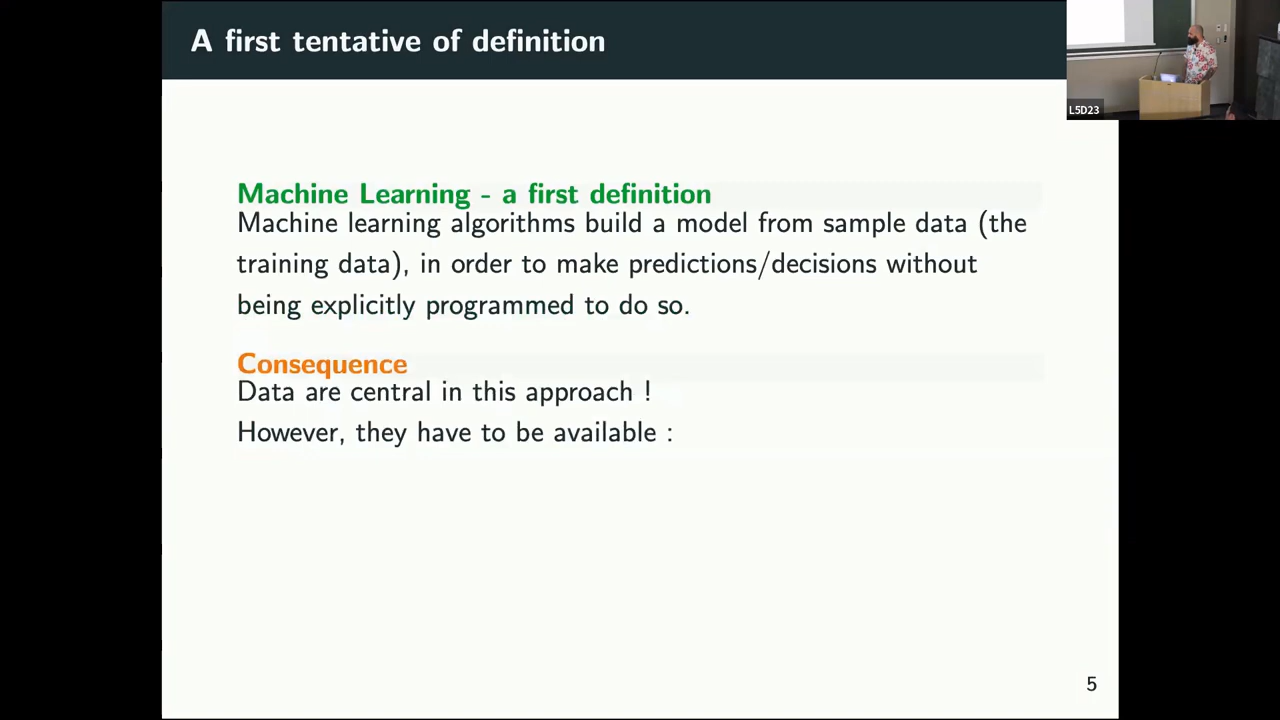 A first tentative of definition
L5D23
Machine Learning - a first definition
Machine learning algorithms build a model from sample data (the
training data), in order to make predictions/decisions without
being explicitly programmed to do so.
Consequence
Data are central in this approach !
However, they have to be available :
5